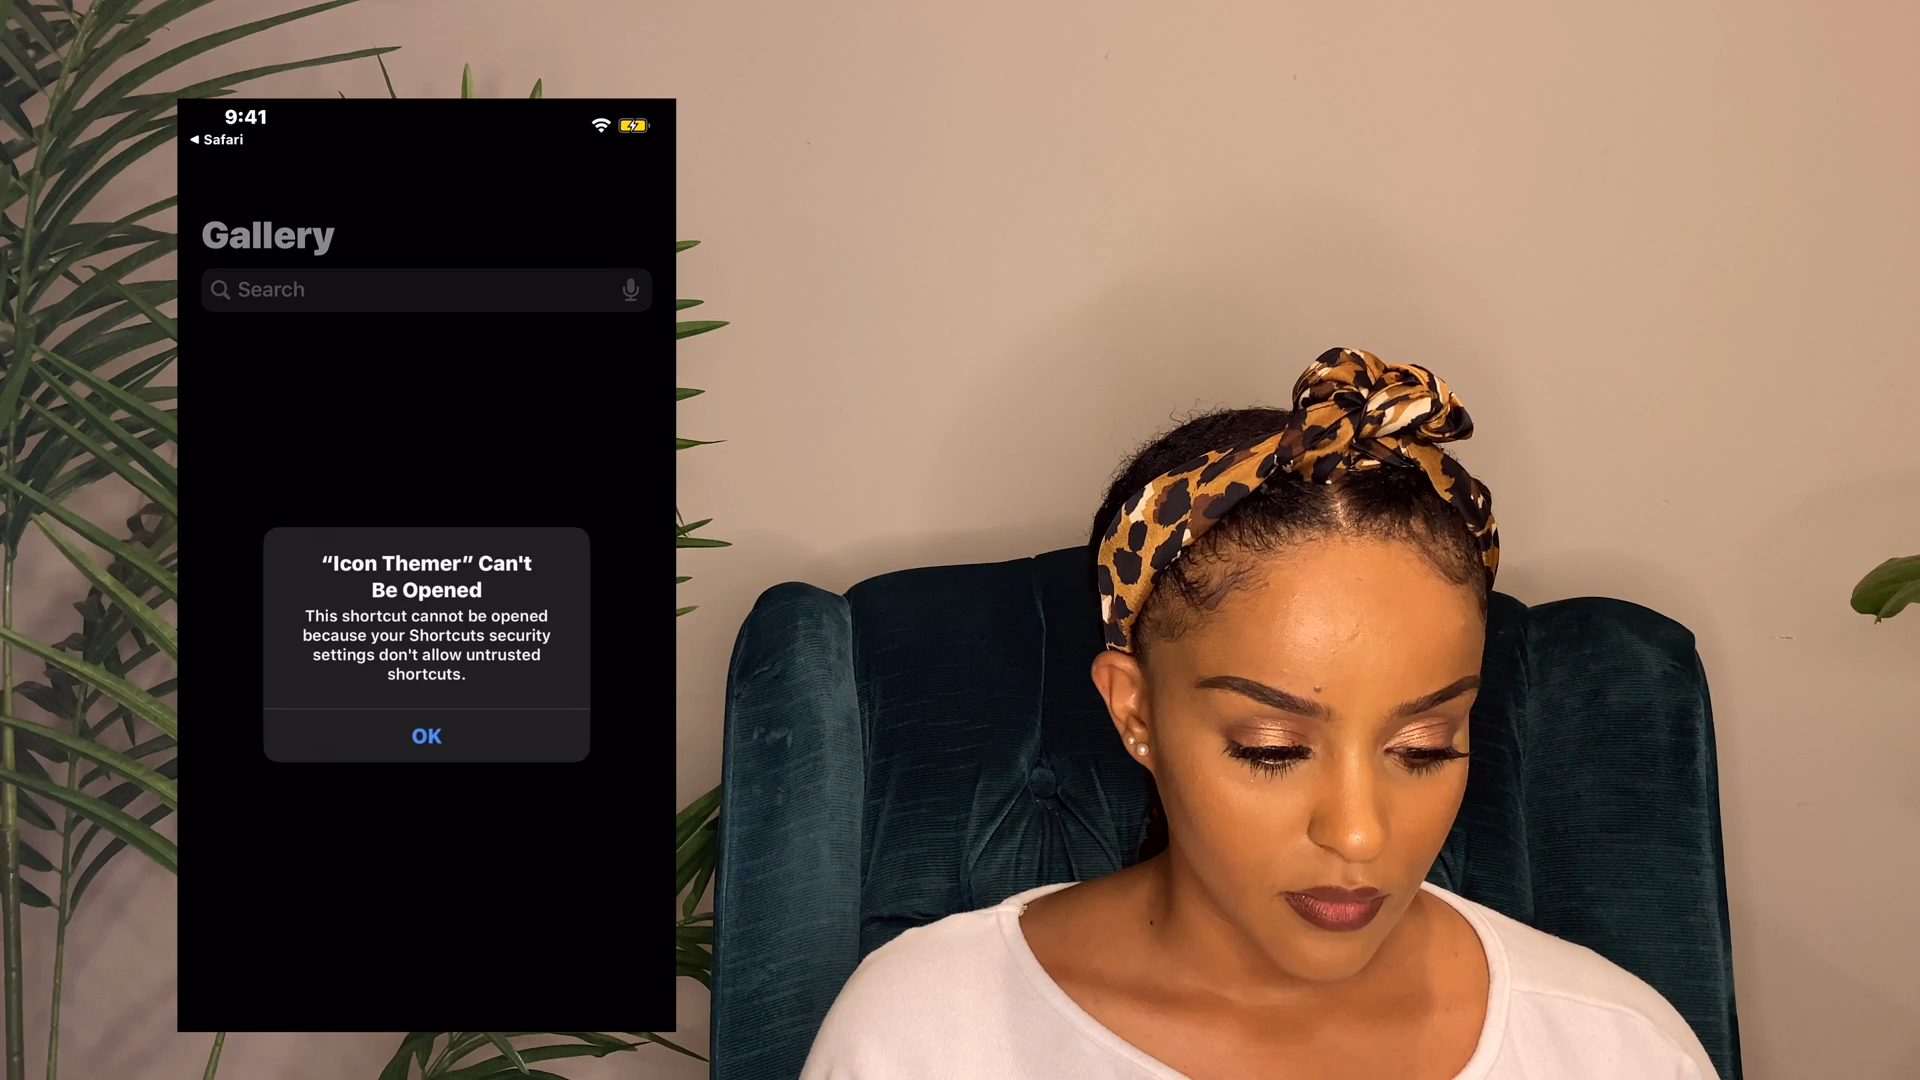 9:41
◀ Safari
Gallery
Search
“Icon Themer” Can't
Be Opened
This shortcut cannot be opened
because your Shortcuts security
settings don't allow untrusted
shortcuts.
OK